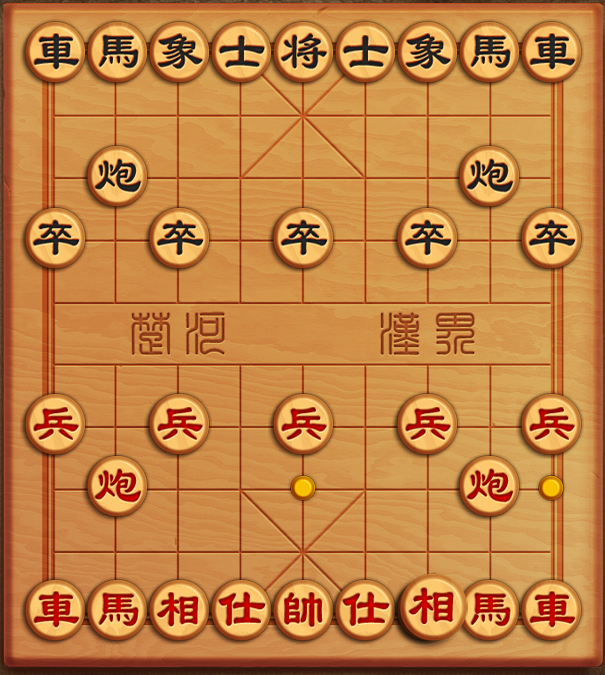 車馬象士将士象馬車
炮炮
卒卒卒卒卒
楚河 漢界
兵兵兵兵兵
炮炮
車馬相仕帥仕相馬車